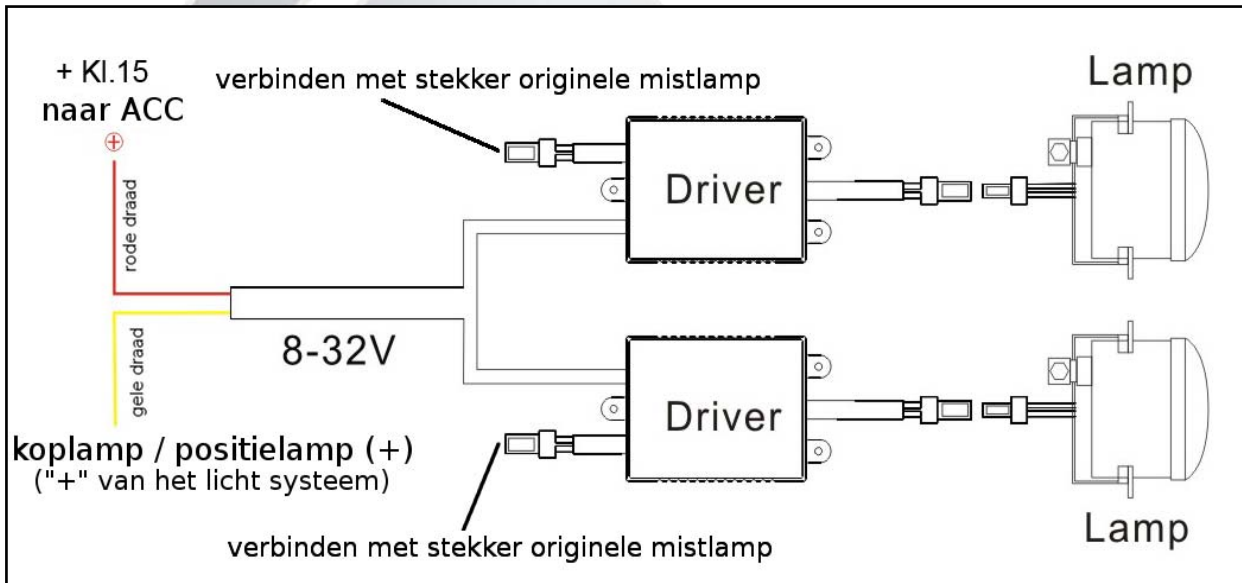 + Kl.15
naar ACC
+
rode draad
gele draad
8-32V
koplamp / positielamp (+)
("+" van het licht systeem)
verbinden met stekker originele mistlamp
Driver
Lamp
Driver
Lamp
verbinden met stekker originele mistlamp